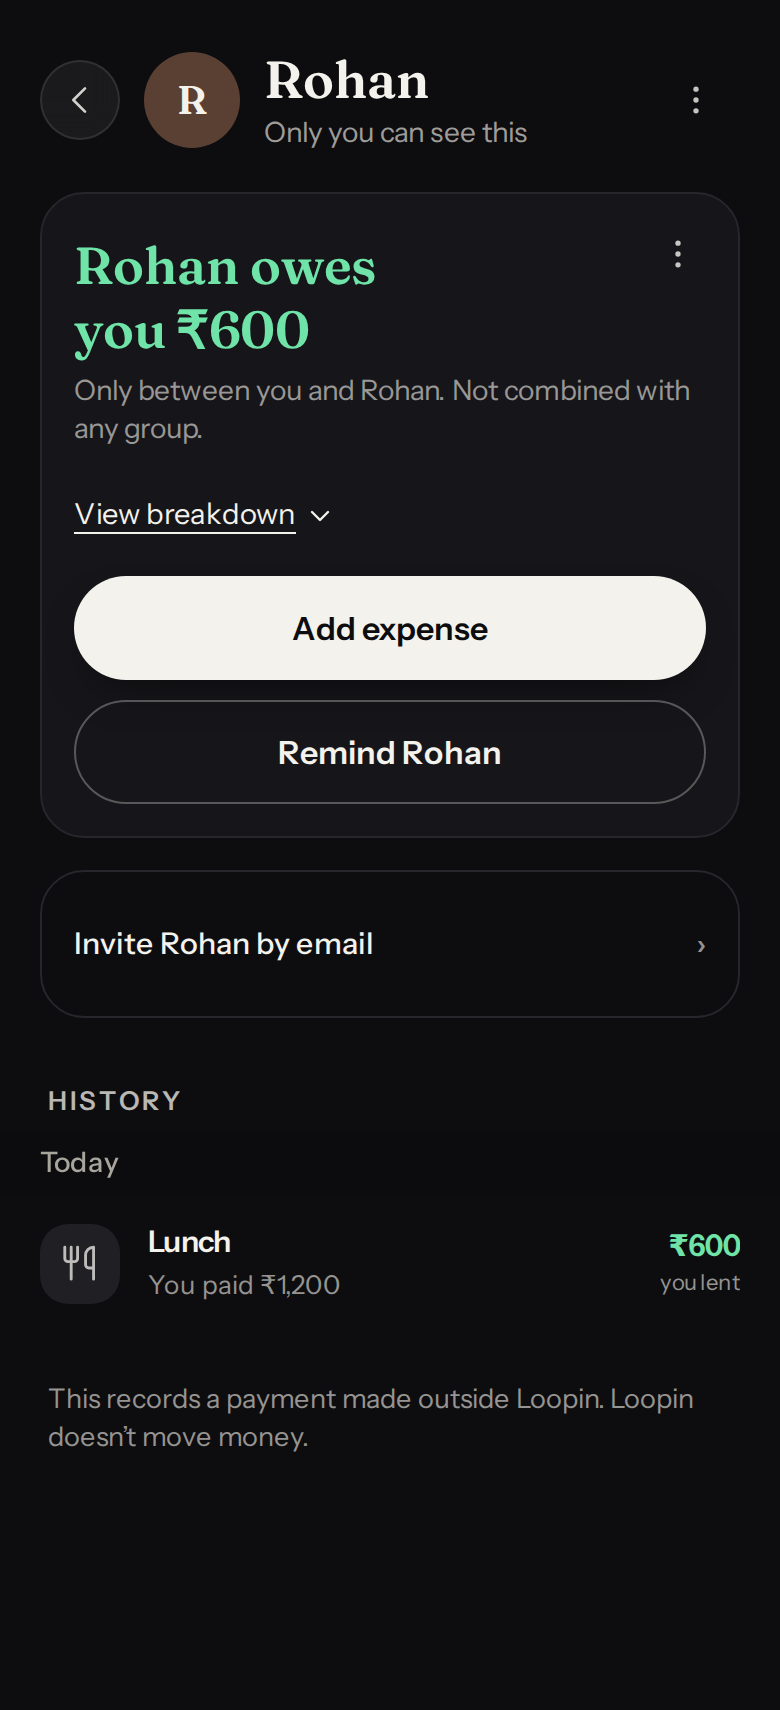 R
Rohan
Only you can see this
Rohan owes
you ₹600
Only between you and Rohan. Not combined with
any group.
View breakdown
Add expense
Remind Rohan
Invite Rohan by email
HISTORY
Today
Lunch
₹600
You paid ₹1,200
you lent
This records a payment made outside Loopin. Loopin
doesn’t move money.